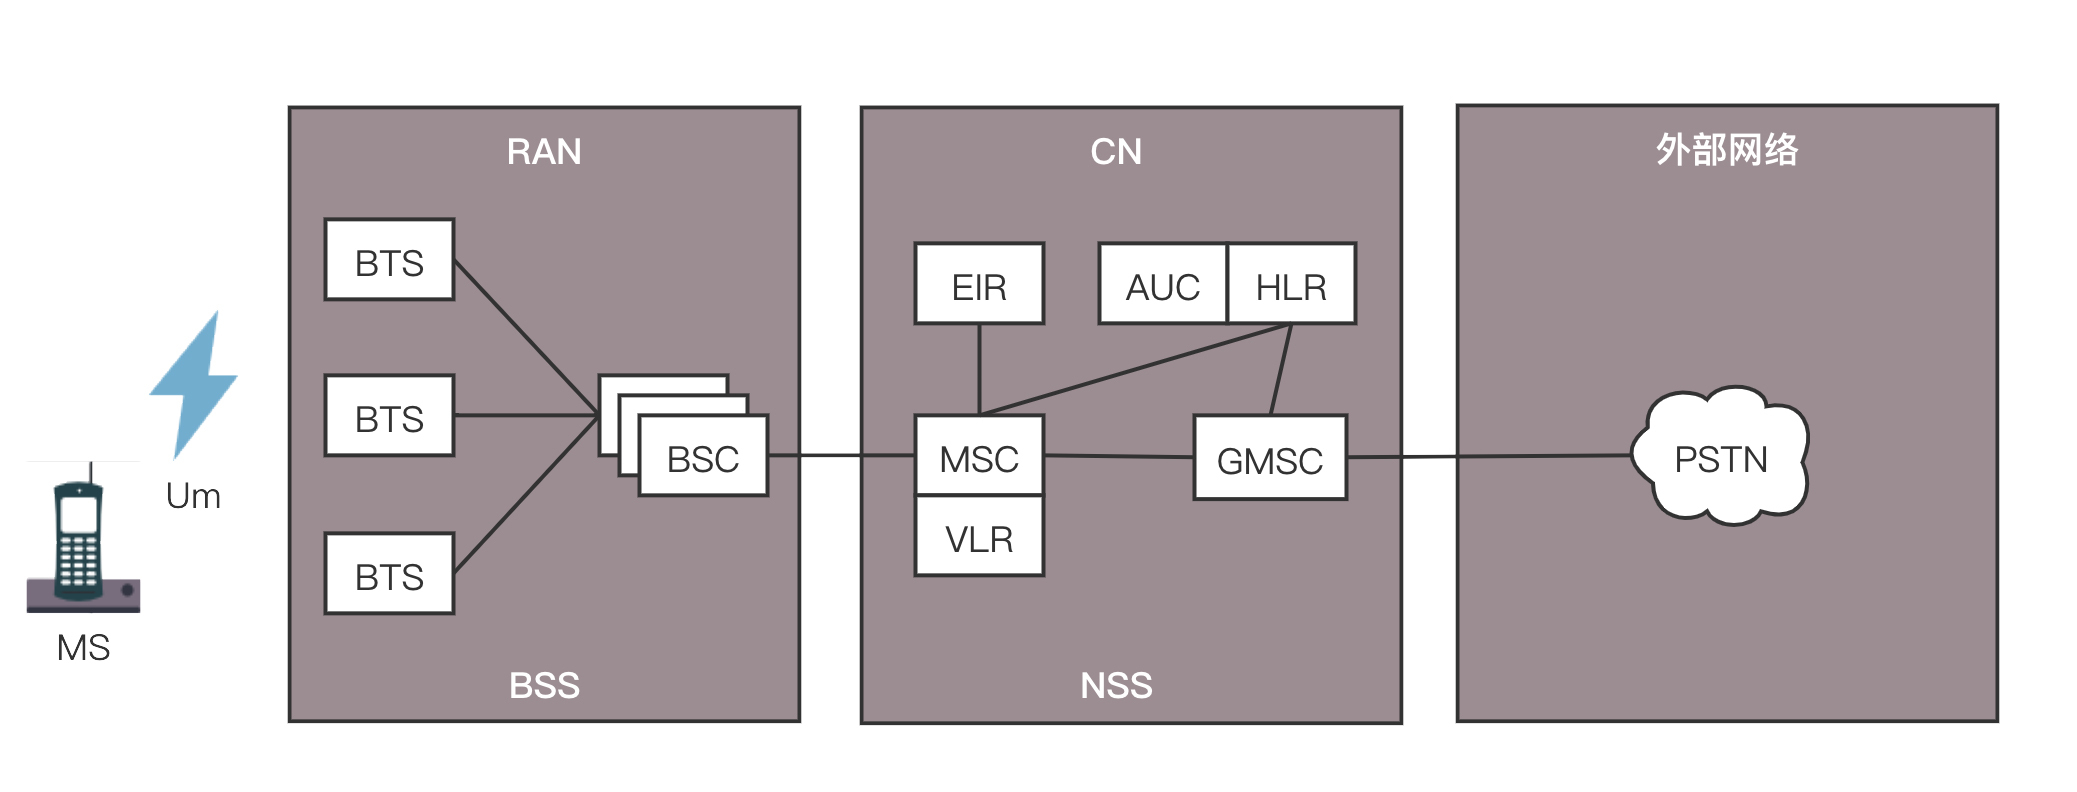 RAN
CN
外部网络
BTS
BTS
BTS
BSC
EIR
AUC
HLR
MSC
VLR
GMSC
PSTN
Um
MS
BSS
NSS